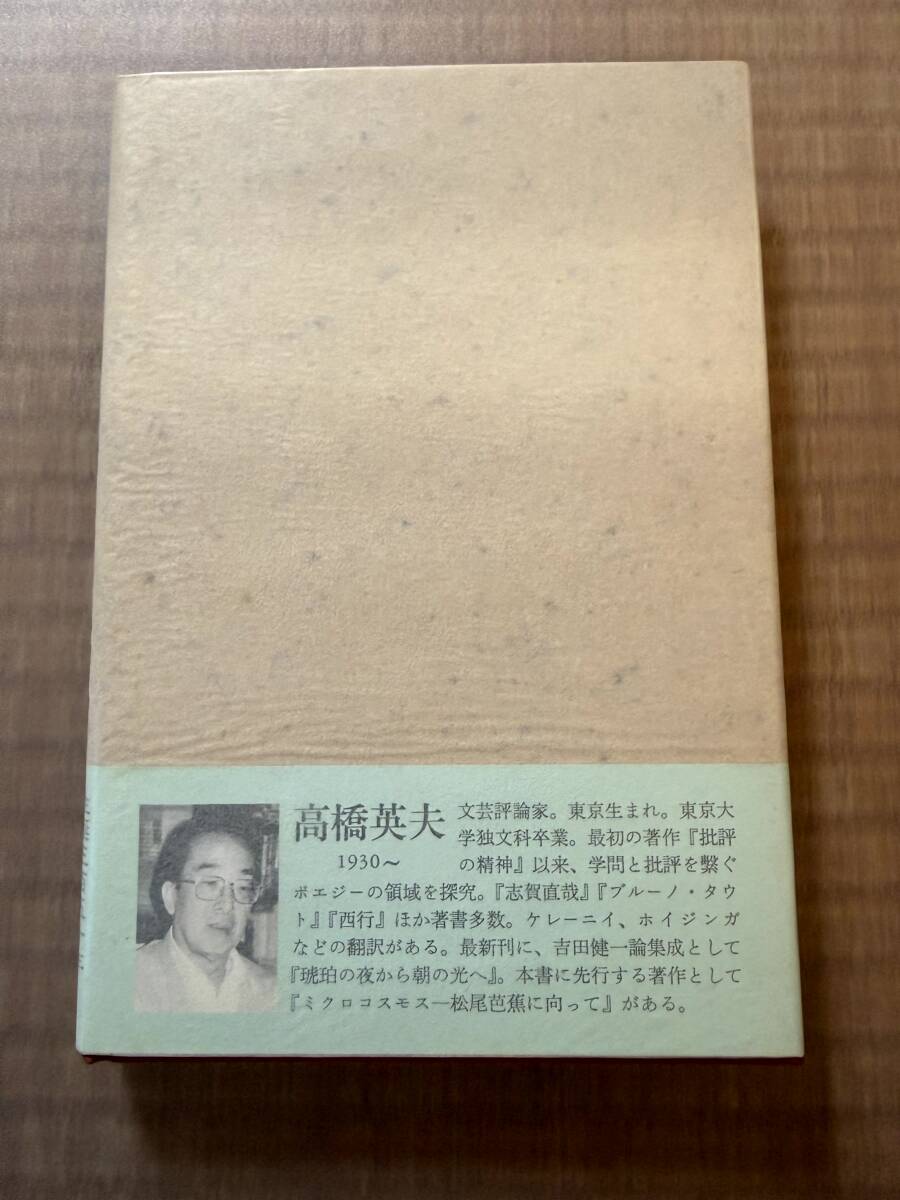 高橋英夫
1930〜
文芸評論家。東京生まれ。東京大
学独文科卒業。最初の著作『批評
の精神』以来、学問と批評を繫ぐ
ポエジーの領域を探究。『志賀直哉』『ブルーノ・タウ
ト』『西行』ほか著書多数。ケレーニイ、ホイジンガ
などの翻訳がある。最新刊に、吉田健一論集成として
『琥珀の夜から朝の光へ』。本書に先行する著作として
『ミクロコスモス―松尾芭蕉に向って』がある。